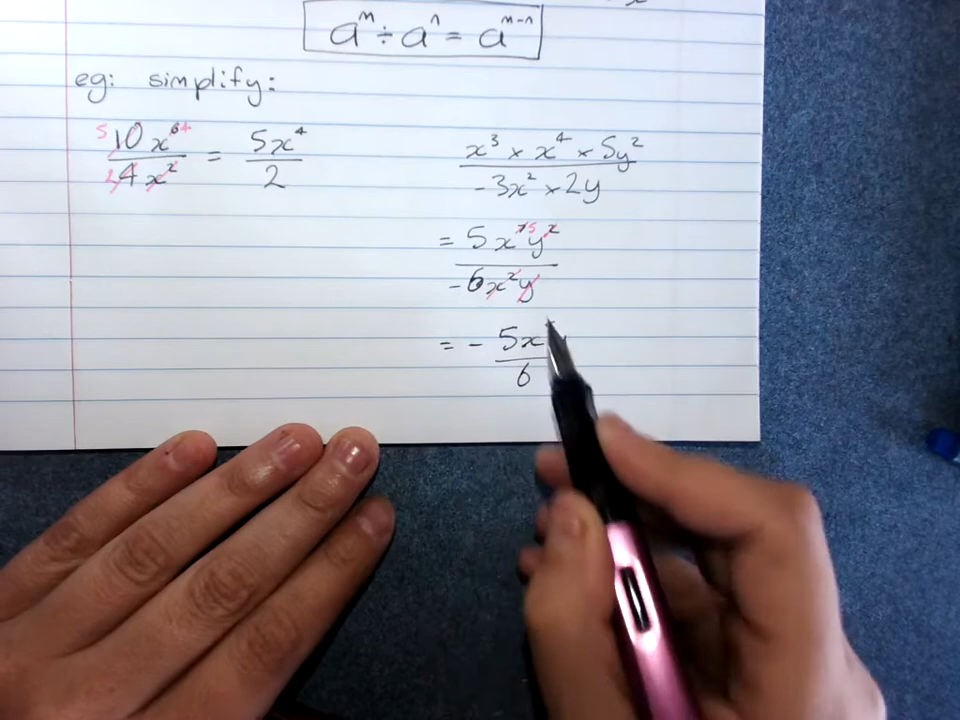 a^m ÷ a^n = a^(m-n)
eg: simplify:
10x^6 / 4x^2 = 5x^4 / 2
x^3 × x^4 × 5y^2 / -3x^2 × 2y
= 5x^7 y^2 / -6x^2 y
= - 5x / 6